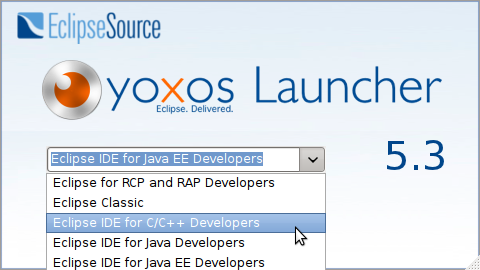 EclipseSource
yoxos Launcher
Eclipse. Delivered.
5.3
Eclipse IDE for Java EE Developers
Eclipse for RCP and RAP Developers
Eclipse Classic
Eclipse IDE for C/C++ Developers
Eclipse IDE for Java Developers
Eclipse IDE for Java EE Developers